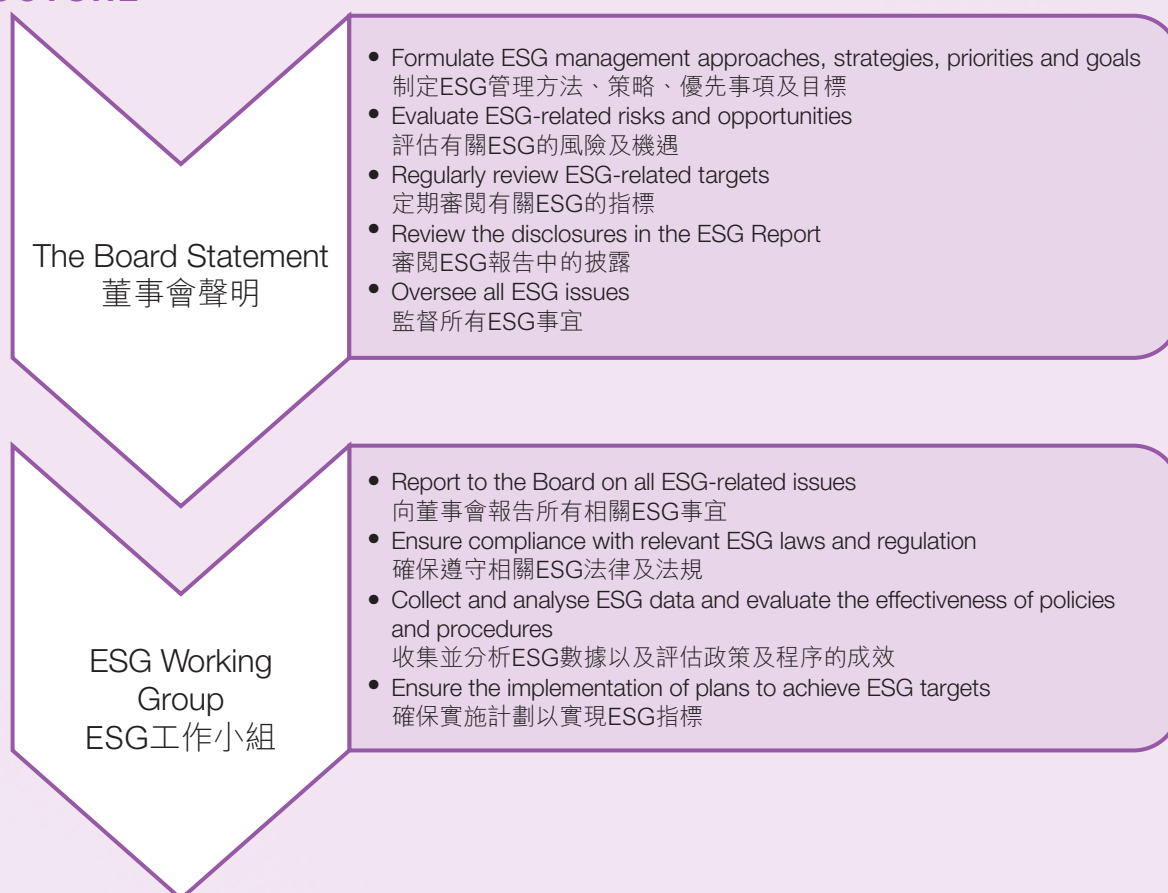 The Board Statement
董事會聲明
• Formulate ESG management approaches, strategies, priorities and goals
制定ESG管理方法、策略、優先事項及目標
• Evaluate ESG-related risks and opportunities
評估有關ESG的風險及機遇
• Regularly review ESG-related targets
定期審閱有關ESG的指標
• Review the disclosures in the ESG Report
審閱ESG報告中的披露
• Oversee all ESG issues
監督所有ESG事宜
ESG Working
Group
ESG工作小組
• Report to the Board on all ESG-related issues
向董事會報告所有相關ESG事宜
• Ensure compliance with relevant ESG laws and regulation
確保遵守相關ESG法律及法規
• Collect and analyse ESG data and evaluate the effectiveness of policies
and procedures
收集並分析ESG數據以及評估政策及程序的成效
• Ensure the implementation of plans to achieve ESG targets
確保實施計劃以實現ESG指標